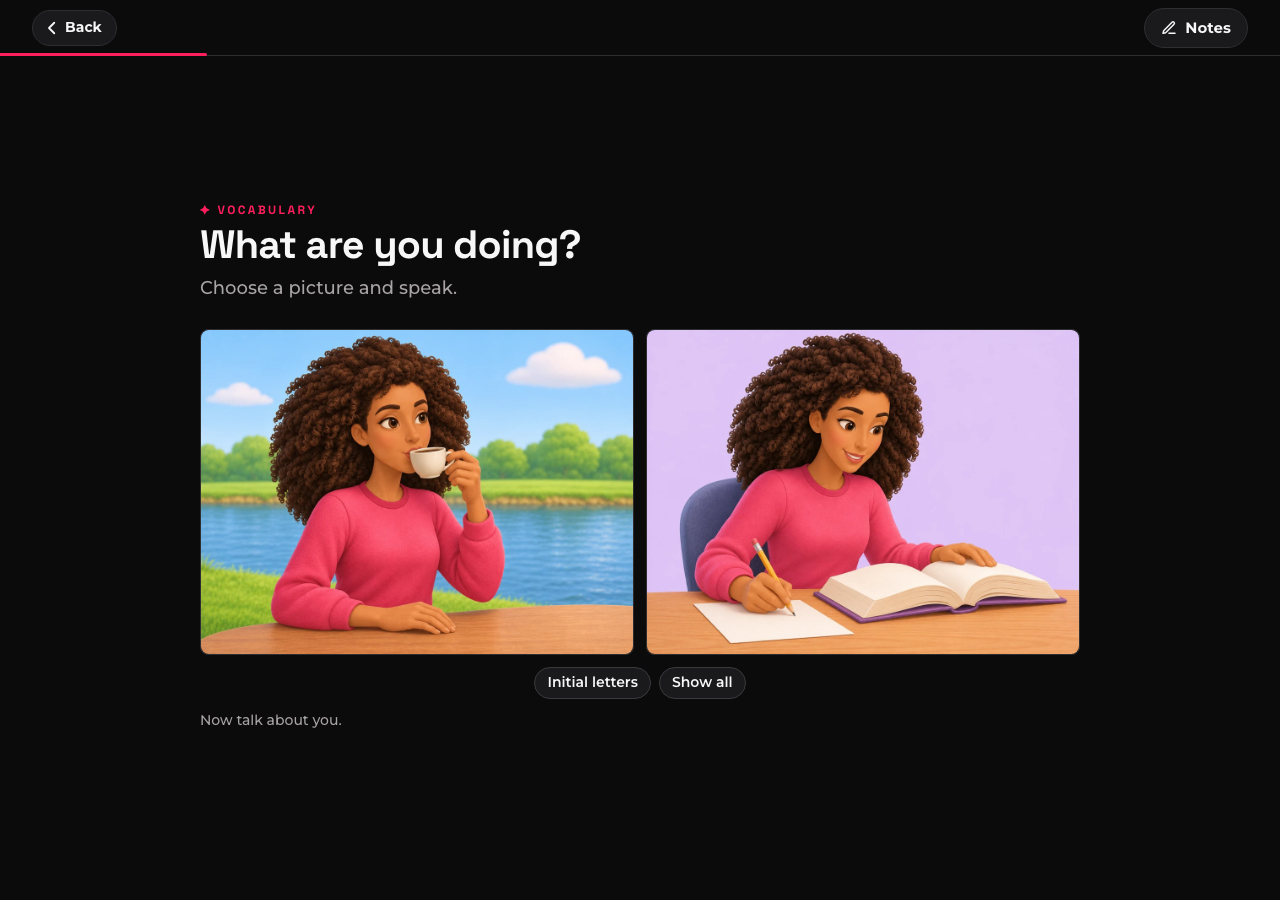 Back
Notes
VOCABULARY
What are you doing?
Choose a picture and speak.
Initial letters
Show all
Now talk about you.